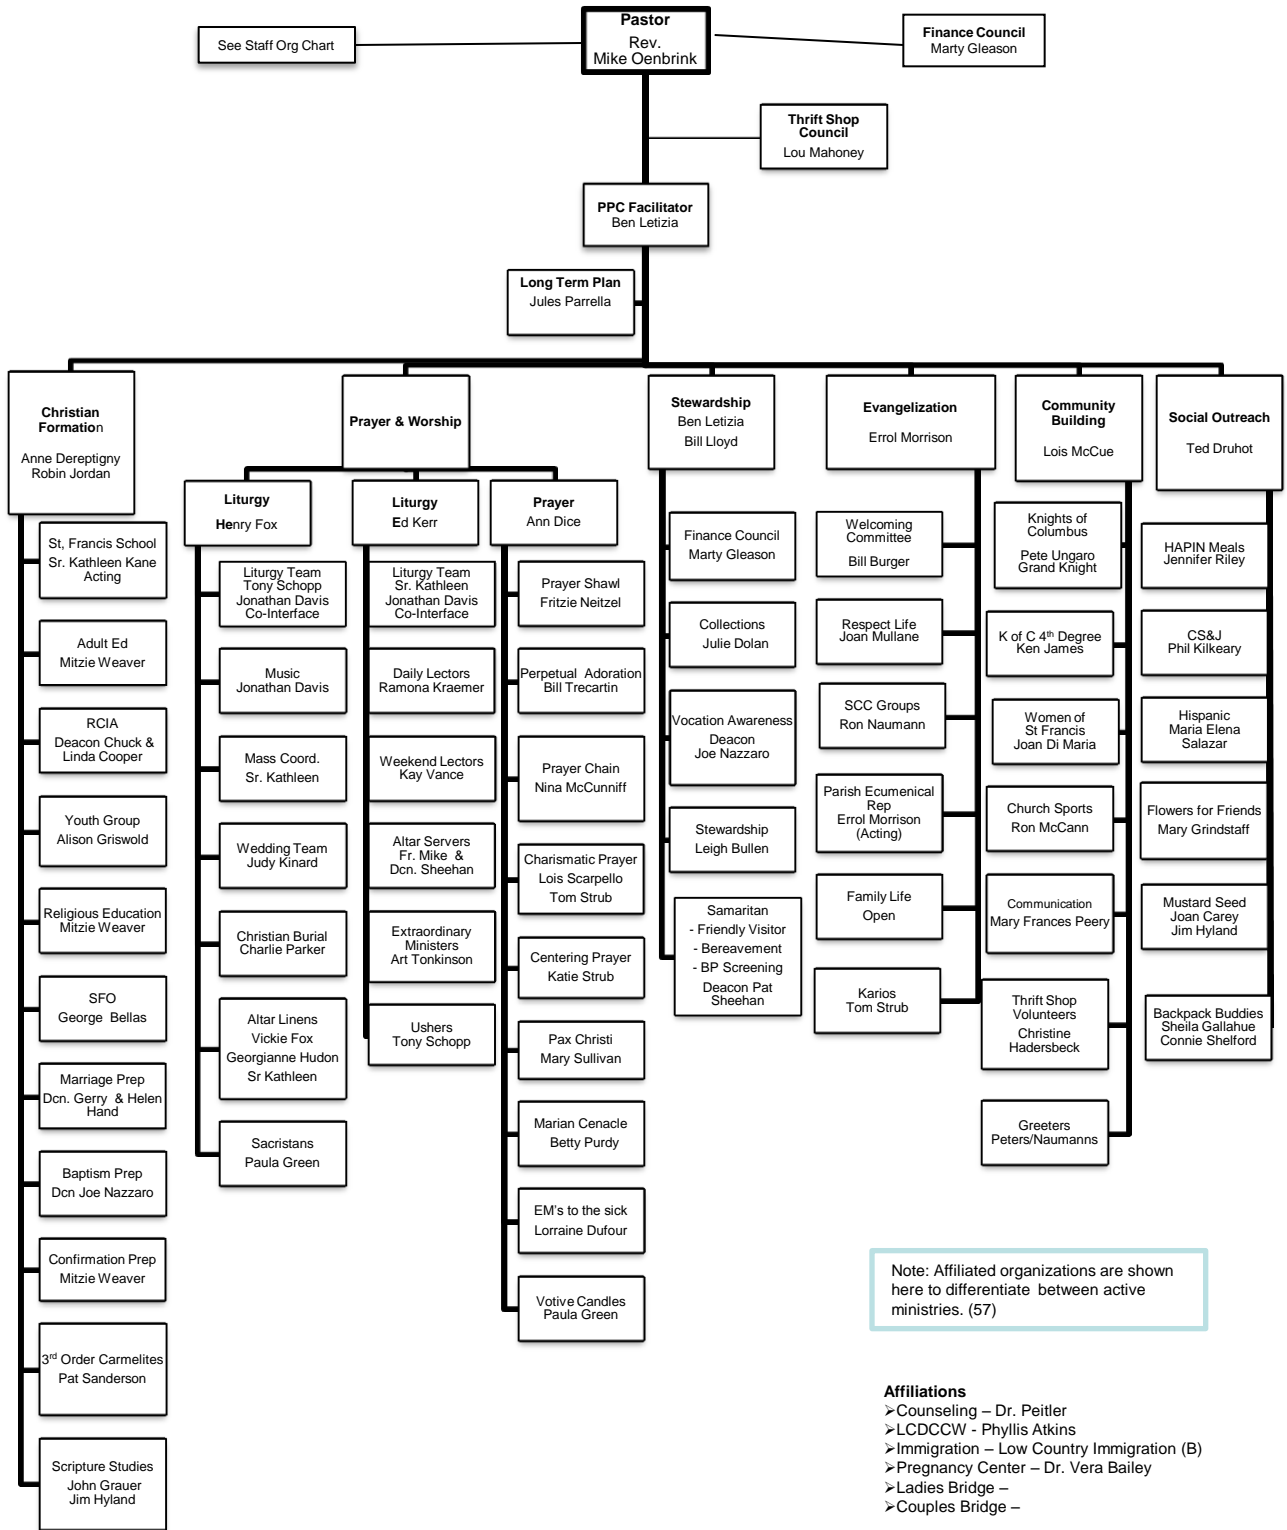 Pastor
Rev.
Mike Oenbrink
See Staff Org Chart
Finance Council
Marty Gleason
Thrift Shop
Council
Lou Mahoney
PPC Facilitator
Ben Letizia
Long Term Plan
Jules Parrella
Christian
Formation
Anne Dereptigny
Robin Jordan
St, Francis School
Sr. Kathleen Kane
Acting
Adult Ed
Mitzie Weaver
RCIA
Deacon Chuck &
Linda Cooper
Youth Group
Alison Griswold
Religious Education
Mitzie Weaver
SFO
George Bellas
Marriage Prep
Dcn. Gerry & Helen
Hand
Baptism Prep
Dcn Joe Nazzaro
Confirmation Prep
Mitzie Weaver
3rd Order Carmelites
Pat Sanderson
Scripture Studies
John Grauer
Jim Hyland
Prayer & Worship
Liturgy
Henry Fox
Liturgy Team
Tony Schopp
Jonathan Davis
Co-Interface
Music
Jonathan Davis
Mass Coord.
Sr. Kathleen
Wedding Team
Judy Kinard
Christian Burial
Charlie Parker
Altar Linens
Vickie Fox
Georgianne Hudon
Sr Kathleen
Sacristans
Paula Green
Liturgy
Ed Kerr
Liturgy Team
Sr. Kathleen
Jonathan Davis
Co-Interface
Daily Lectors
Ramona Kraemer
Weekend Lectors
Kay Vance
Altar Servers
Fr. Mike &
Dcn. Sheehan
Extraordinary
Ministers
Art Tonkinson
Ushers
Tony Schopp
Prayer
Ann Dice
Prayer Shawl
Fritzie Neitzel
Perpetual Adoration
Bill Trecartin
Prayer Chain
Nina McCunniff
Charismatic Prayer
Lois Scarpello
Tom Strub
Centering Prayer
Katie Strub
Pax Christi
Mary Sullivan
Marian Cenacle
Betty Purdy
EM's to the sick
Lorraine Dufour
Votive Candles
Paula Green
Stewardship
Ben Letizia
Bill Lloyd
Finance Council
Marty Gleason
Collections
Julie Dolan
Vocation Awareness
Deacon
Joe Nazzaro
Stewardship
Leigh Bullen
Samaritan
- Friendly Visitor
- Bereavement
- BP Screening
Deacon Pat
Sheehan
Evangelization
Errol Morrison
Welcoming
Committee
Bill Burger
Respect Life
Joan Mullane
SCC Groups
Ron Naumann
Parish Ecumenical
Rep
Errol Morrison
(Acting)
Family Life
Open
Karios
Tom Strub
Community
Building
Lois McCue
Knights of
Columbus
Pete Ungaro
Grand Knight
K of C 4th Degree
Ken James
Women of
St Francis
Joan Di Maria
Church Sports
Ron McCann
Communication
Mary Frances Peery
Thrift Shop
Volunteers
Christine
Hadersbeck
Greeters
Peters/Naumanns
Social Outreach
Ted Druhot
HAPIN Meals
Jennifer Riley
CS&J
Phil Kilkeary
Hispanic
Maria Elena
Salazar
Flowers for Friends
Mary Grindstaff
Mustard Seed
Joan Carey
Jim Hyland
Backpack Buddies
Sheila Gallahue
Connie Shelford
Note: Affiliated organizations are shown
here to differentiate between active
ministries. (57)
Affiliations
➢Counseling – Dr. Peitler
➢LCDCCW - Phyllis Atkins
➢Immigration – Low Country Immigration (B)
➢Pregnancy Center – Dr. Vera Bailey
➢Ladies Bridge –
➢Couples Bridge –